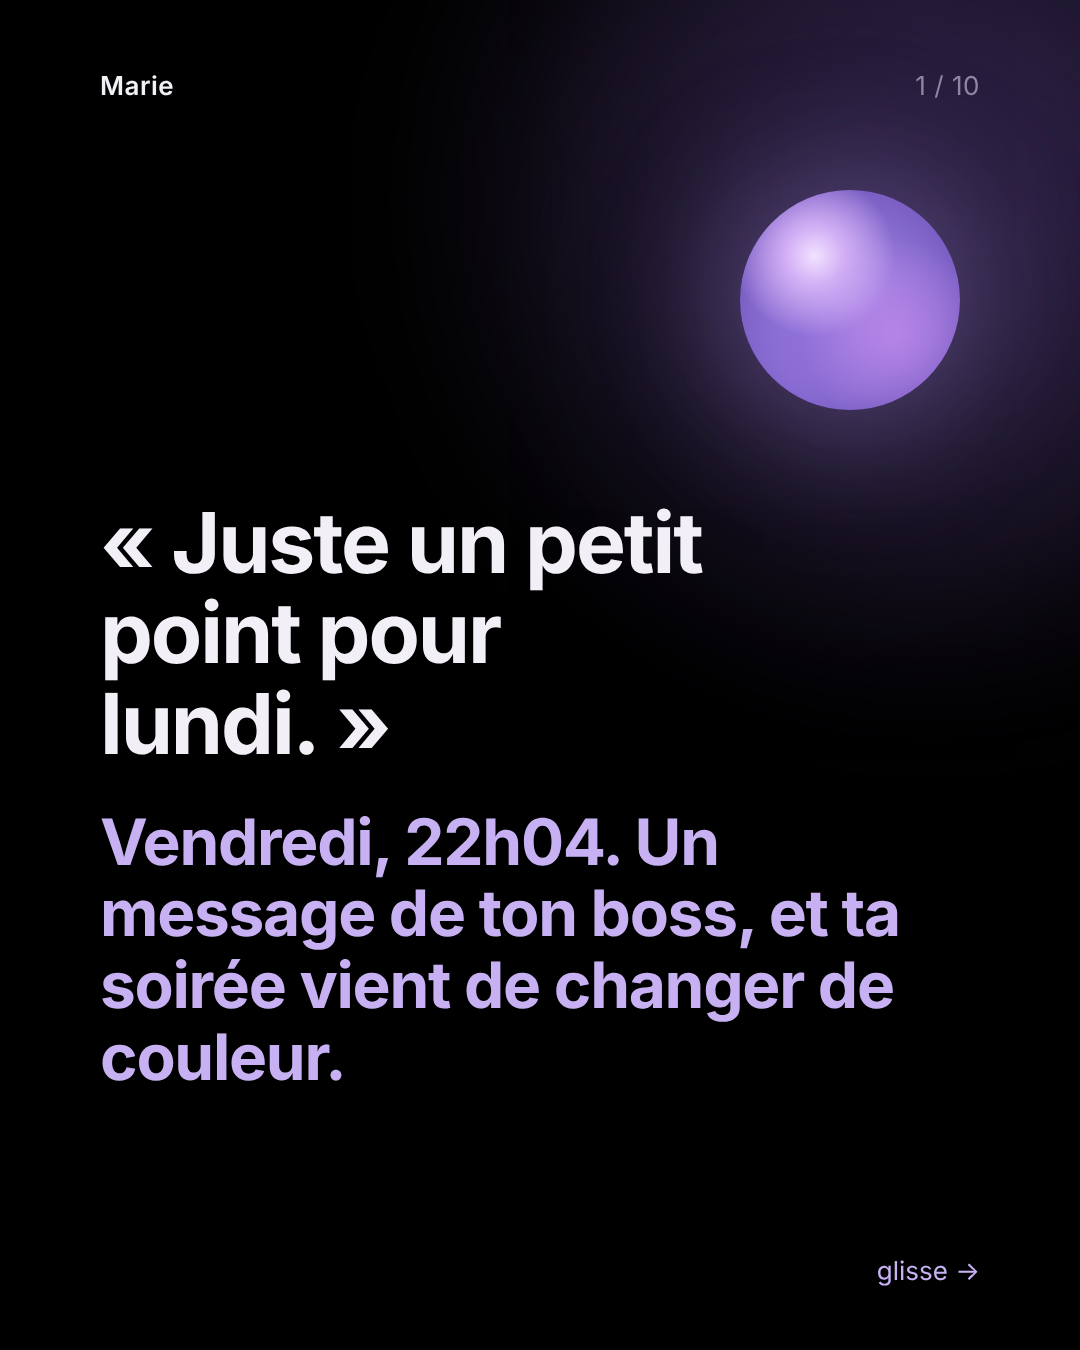 Marie
1 / 10
« Juste un petit
point pour
lundi. »
Vendredi, 22h04. Un
message de ton boss, et ta
soirée vient de changer de
couleur.
glisse →